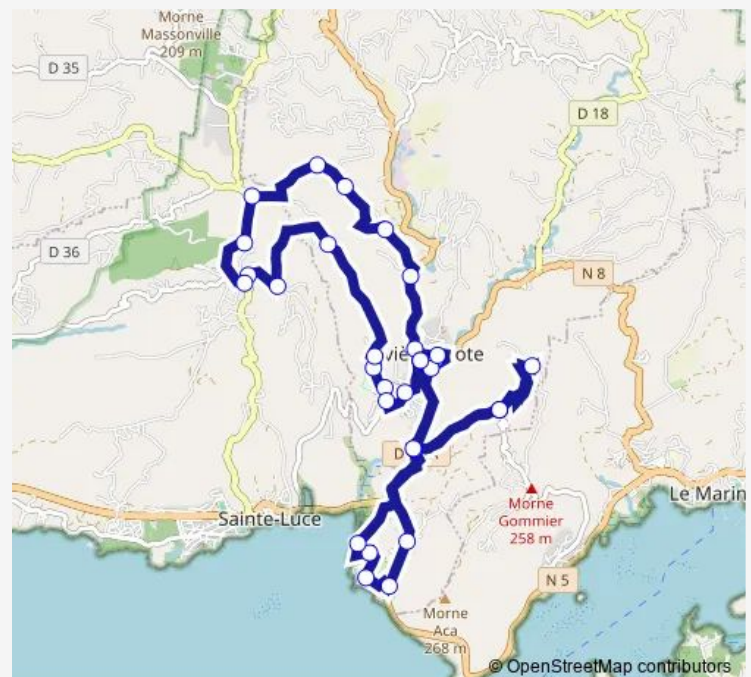 Morne
Massonville
209 m
D 35
D 18
D 36
N 8
Sainte-Luce
Le Marin
Morne
Gommier
258 m
N 5
Morne
Aca
268 m
© OpenStreetMap contributors